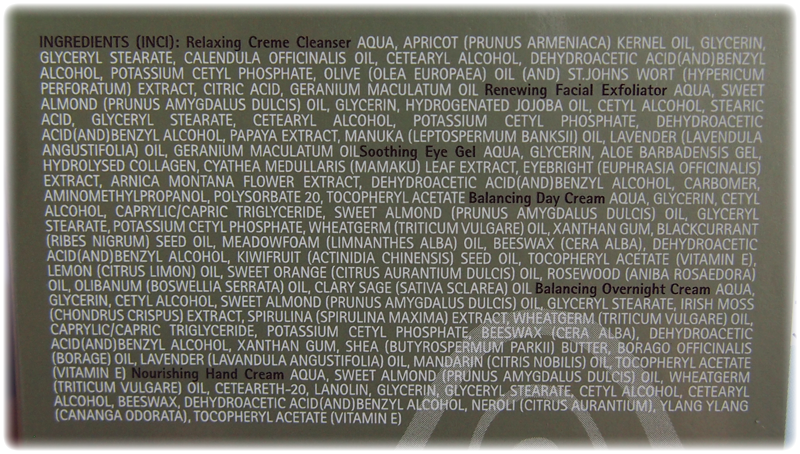 INGREDIENTS (INCI): Relaxing Creme Cleanser AQUA, APRICOT (PRUNUS ARMENIACA) KERNEL OIL, GLYCERIN,
GLYCERYL STEARATE, CALENDULA OFFICINALIS OIL, CETEARYL ALCOHOL, DEHYDROACETIC ACID(AND)BENZYL
ALCOHOL, POTASSIUM CETYL PHOSPHATE, OLIVE (OLEA EUROPAEA) OIL (AND) ST.JOHNS WORT (HYPERICUM
PERFORATUM) EXTRACT, CITRIC ACID, GERANIUM MACULATUM OIL Renewing Facial Exfoliator AQUA, SWEET
ALMOND (PRUNUS AMYGDALUS DULCIS) OIL, GLYCERIN, HYDROGENATED JOJOBA OIL, CETYL ALCOHOL, STEARIC
ACID, GLYCERYL STEARATE, CETEARYL ALCOHOL, POTASSIUM CETYL PHOSPHATE, DEHYDROACETIC
ACID(AND)BENZYL ALCOHOL, PAPAYA EXTRACT, MANUKA (LEPTOSPERMUM BANKSII) OIL, LAVENDER (LAVENDULA
ANGUSTIFOLIA) OIL, GERANIUM MACULATUM OIL Soothing Eye Gel AQUA, GLYCERIN, ALOE BARBADENSIS GEL,
HYDROLYSED COLLAGEN, CYATHEA MEDULLARIS (MAMAKU) LEAF EXTRACT, EYEBRIGHT (EUPHRASIA OFFICINALIS)
EXTRACT, ARNICA MONTANA FLOWER EXTRACT, DEHYDROACETIC ACID(AND)BENZYL ALCOHOL, CARBOMER,
AMINOMETHYLPROPANOL, POLYSORBATE 20, TOCOPHERYL ACETATE Balancing Day Cream AQUA, GLYCERIN, CETYL
ALCOHOL, CAPRYLIC/CAPRIC TRIGLYCERIDE, SWEET ALMOND (PRUNUS AMYGDALUS DULCIS) OIL, GLYCERYL
STEARATE, POTASSIUM CETYL PHOSPHATE, WHEATGERM (TRITICUM VULGARE) OIL, XANTHAN GUM, BLACKCURRANT
(RIBES NIGRUM) SEED OIL, MEADOWFOAM (LIMNANTHES ALBA) OIL, BEESWAX (CERA ALBA), DEHYDROACETIC
ACID(AND)BENZYL ALCOHOL, KIWIFRUIT (ACTINIDIA CHINENSIS) SEED OIL, TOCOPHERYL ACETATE (VITAMIN E),
LEMON (CITRUS LIMON) OIL, SWEET ORANGE (CITRUS AURANTIUM DULCIS) OIL, ROSEWOOD (ANIBA ROSAEDORA)
OIL, OLIBANUM (BOSWELLIA SERRATA) OIL, CLARY SAGE (SATIVA SCLAREA) OIL Balancing Overnight Cream AQUA,
GLYCERIN, CETYL ALCOHOL, SWEET ALMOND (PRUNUS AMYGDALUS DULCIS) OIL, GLYCERYL STEARATE, IRISH MOSS
(CHONDRUS CRISPUS) EXTRACT, SPIRULINA (SPIRULINA MAXIMA) EXTRACT, WHEATGERM (TRITICUM VULGARE) OIL,
CAPRYLIC/CAPRIC TRIGLYCERIDE, POTASSIUM CETYL PHOSPHATE, BEESWAX (CERA ALBA), DEHYDROACETIC
ACID(AND)BENZYL ALCOHOL, XANTHAN GUM, SHEA (BUTYROSPERMUM PARKII) BUTTER, BORAGO OFFICINALIS
(BORAGE) OIL, LAVENDER (LAVANDULA ANGUSTIFOLIA) OIL, MANDARIN (CITRIS NOBILIS) OIL, TOCOPHERYL ACETATE
(VITAMIN E) Nourishing Hand Cream AQUA, SWEET ALMOND (PRUNUS AMYGDALUS DULCIS) OIL, WHEATGERM
(TRITICUM VULGARE) OIL, CETEARETH-20, LANOLIN, GLYCERIN, GLYCERYL STEARATE, CETYL ALCOHOL, CETEARYL
ALCOHOL, BEESWAX, DEHYDROACETIC ACID(AND)BENZYL ALCOHOL, NEROLI (CITRUS AURANTIUM), YLANG YLANG
(CANANGA ODORATA), TOCOPHERYL ACETATE (VITAMIN E)